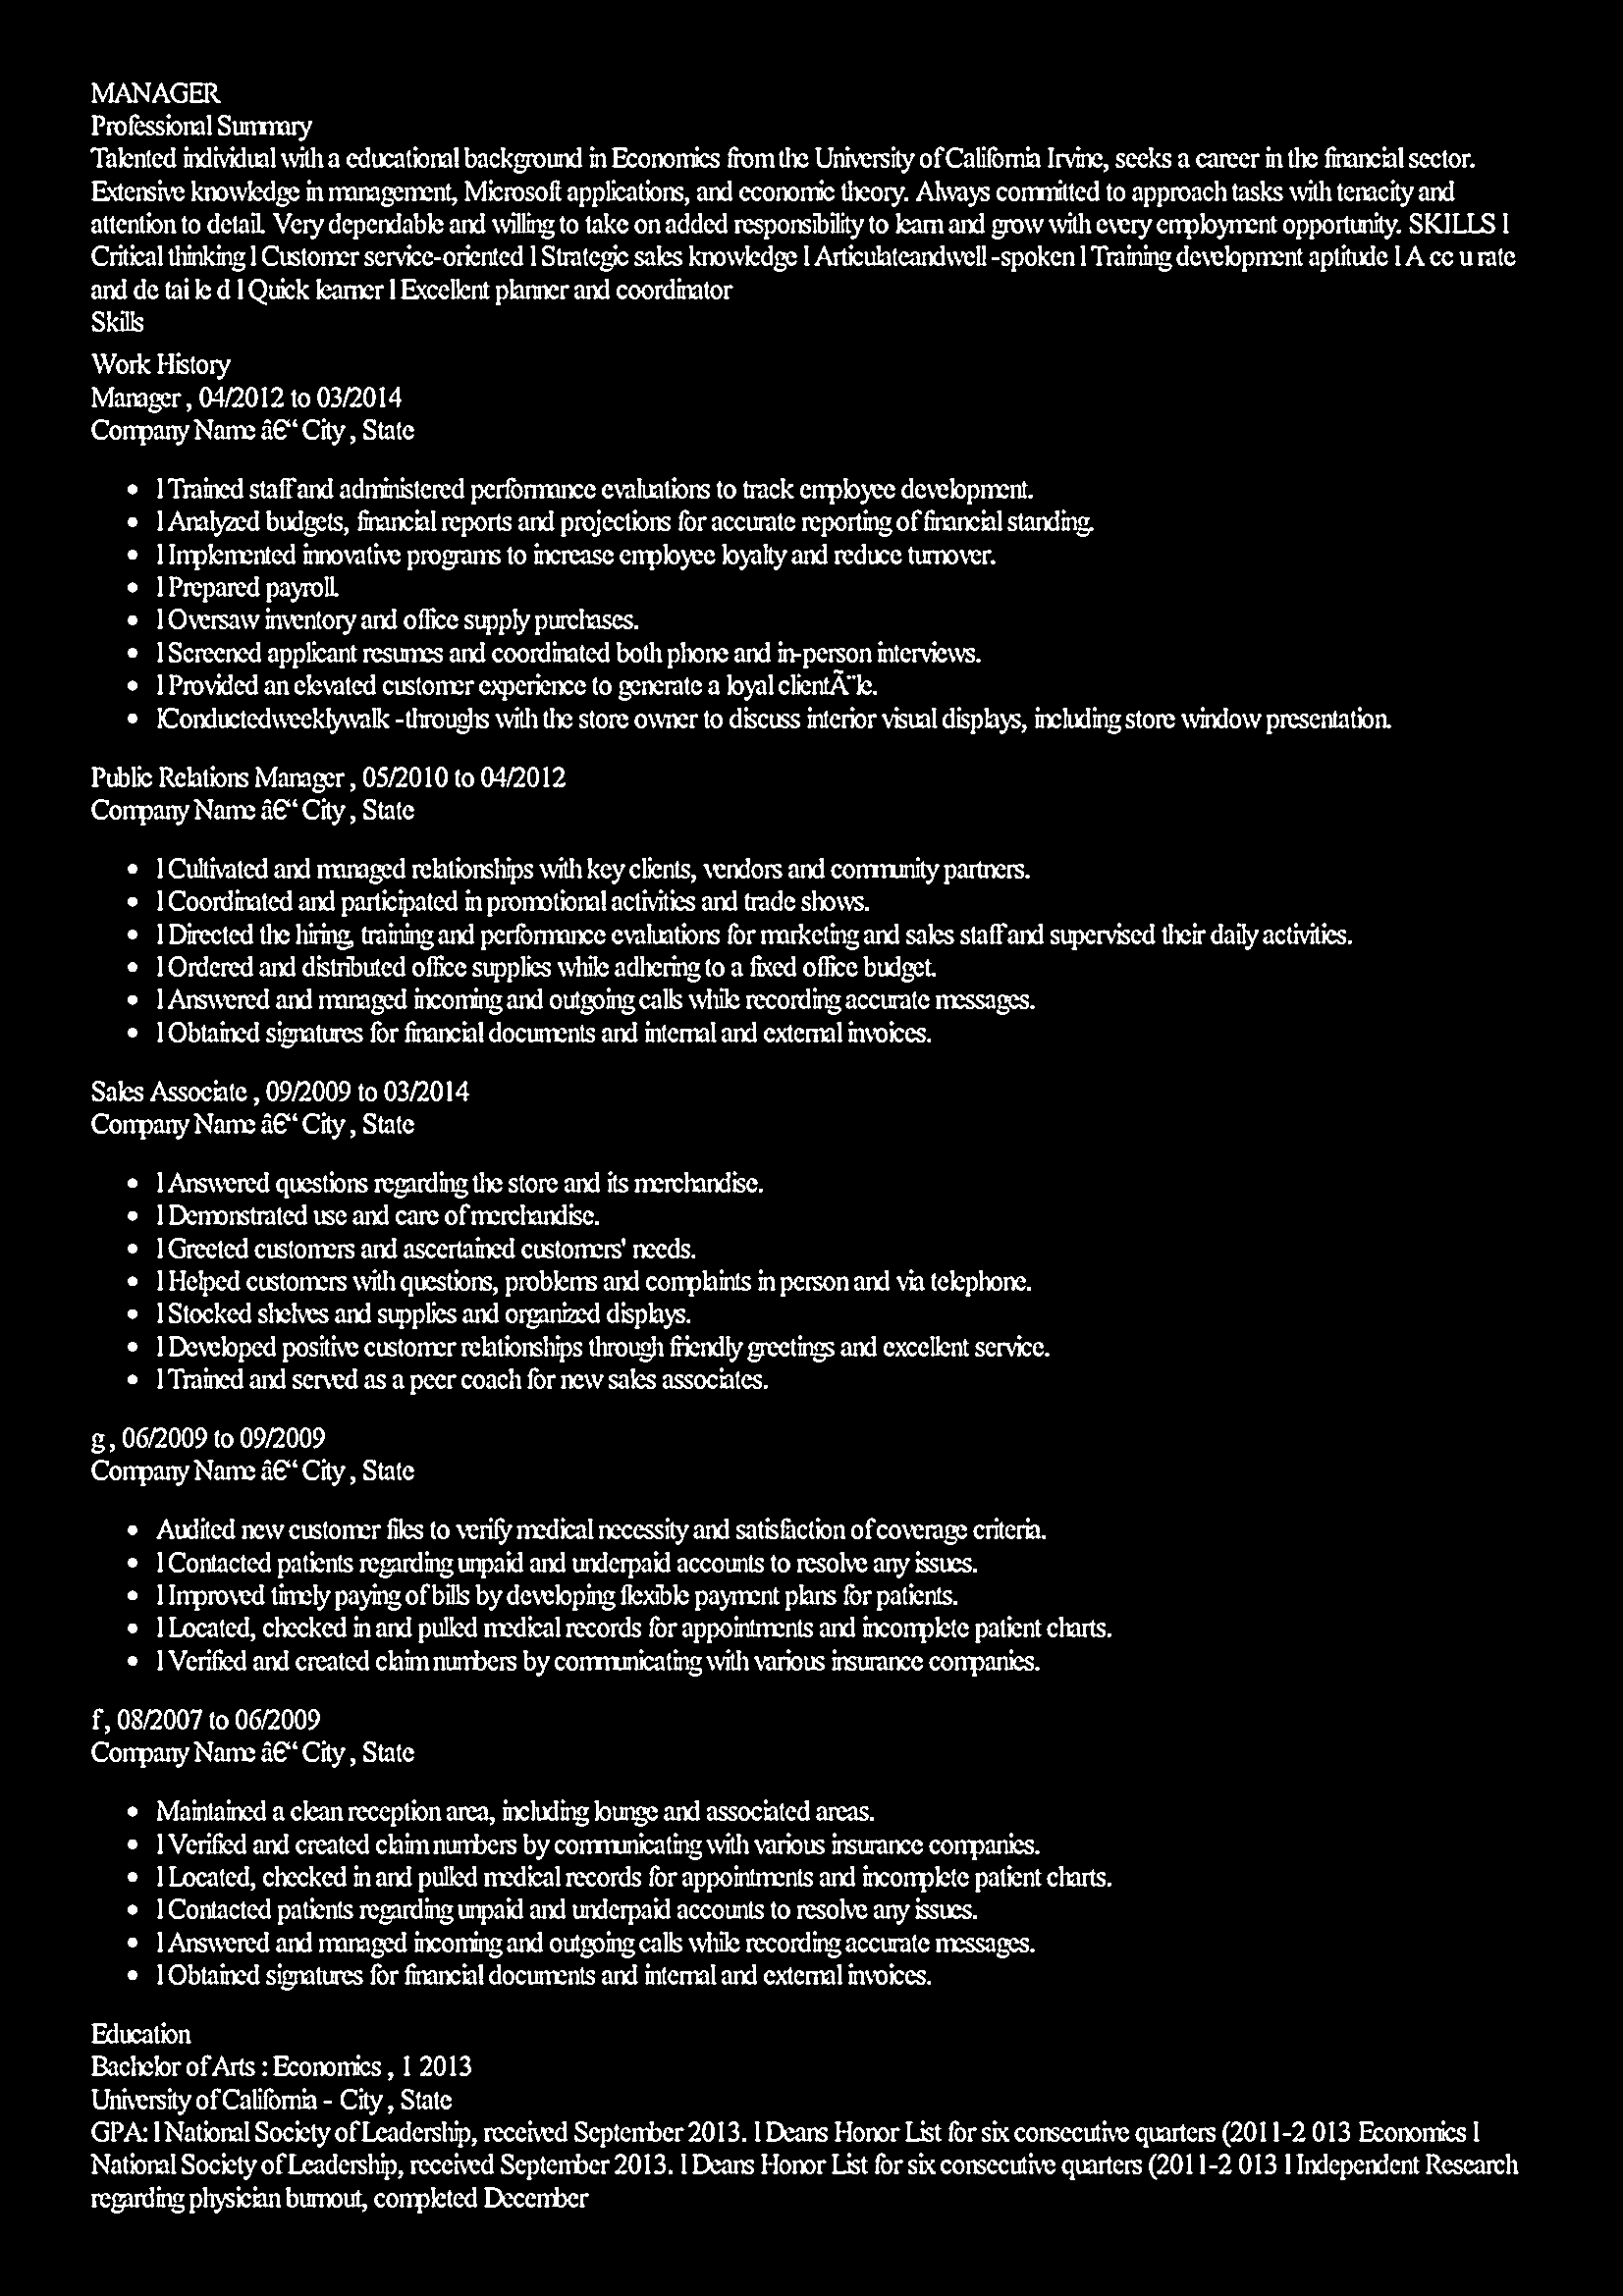 MANAGER
Professional Summary
Talented individual with a educational background in Economics from the University of California Irvine, seeks a career in the financial sector.
Extensive knowledge in management, Microsoft applications, and economic theory. Always committed to approach tasks with tenacity and
attention to detail. Very dependable and willing to take on added responsibility to learn and grow with every employment opportunity. SKILLS l
Critical thinking l Customer service-oriented l Strategic sales knowledge l Articulateandwell -spoken l Training development aptitude l A cc u rate
and de tai le d l Quick learner l Excellent planner and coordinator
Skills
Work History
Manager , 04/2012 to 03/2014
Company Name â€“ City , State
• l Trained staff and administered performance evaluations to track employee development.
• l Analyzed budgets, financial reports and projections for accurate reporting of financial standing.
• l Implemented innovative programs to increase employee loyalty and reduce turnover.
• l Prepared payroll.
• l Oversaw inventory and office supply purchases.
• l Screened applicant resumes and coordinated both phone and in-person interviews.
• l Provided an elevated customer experience to generate a loyal clientÃ¨le.
• lConductedweeklywalk -throughs with the store owner to discuss interior visual displays, including store window presentation.
Public Relations Manager , 05/2010 to 04/2012
Company Name â€“ City , State
• l Cultivated and managed relationships with key clients, vendors and community partners.
• l Coordinated and participated in promotional activities and trade shows.
• l Directed the hiring, training and performance evaluations for marketing and sales staff and supervised their daily activities.
• l Ordered and distributed office supplies while adhering to a fixed office budget.
• l Answered and managed incoming and outgoing calls while recording accurate messages.
• l Obtained signatures for financial documents and internal and external invoices.
Sales Associate , 09/2009 to 03/2014
Company Name â€“ City , State
• l Answered questions regarding the store and its merchandise.
• l Demonstrated use and care of merchandise.
• l Greeted customers and ascertained customers' needs.
• l Helped customers with questions, problems and complaints in person and via telephone.
• l Stocked shelves and supplies and organized displays.
• l Developed positive customer relationships through friendly greetings and excellent service.
• l Trained and served as a peer coach for new sales associates.
g , 06/2009 to 09/2009
Company Name â€“ City , State
• Audited new customer files to verify medical necessity and satisfaction of coverage criteria.
• l Contacted patients regarding unpaid and underpaid accounts to resolve any issues.
• l Improved timely paying of bills by developing flexible payment plans for patients.
• l Located, checked in and pulled medical records for appointments and incomplete patient charts.
• l Verified and created claim numbers by communicating with various insurance companies.
f , 08/2007 to 06/2009
Company Name â€“ City , State
• Maintained a clean reception area, including lounge and associated areas.
• l Verified and created claim numbers by communicating with various insurance companies.
• l Located, checked in and pulled medical records for appointments and incomplete patient charts.
• l Contacted patients regarding unpaid and underpaid accounts to resolve any issues.
• l Answered and managed incoming and outgoing calls while recording accurate messages.
• l Obtained signatures for financial documents and internal and external invoices.
Education
Bachelor of Arts : Economics , 1 2013
University of California - City , State
GPA: l National Society of Leadership, received September 2013. l Deans Honor List for six consecutive quarters (2011-2 013 Economics l
National Society of Leadership, received September 2013. l Deans Honor List for six consecutive quarters (2011-2 013 l Independent Research
regarding physician burnout, completed December